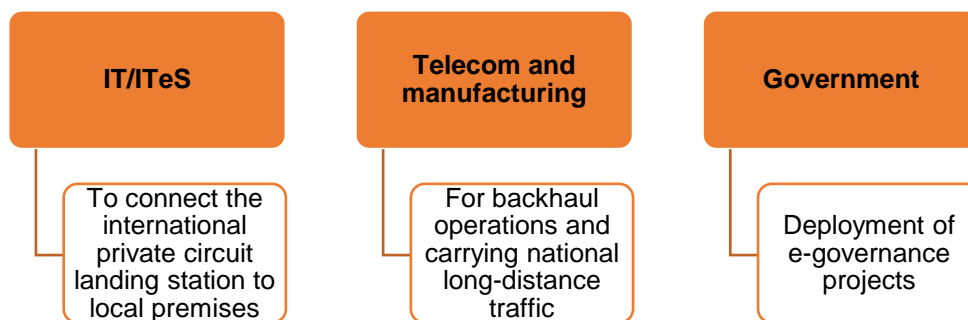 IT/ITeS
To connect the
international
private circuit
landing station to
local premises
Telecom and
manufacturing
For backhaul
operations and
carrying national
long-distance
traffic
Government
Deployment of
e-governance
projects